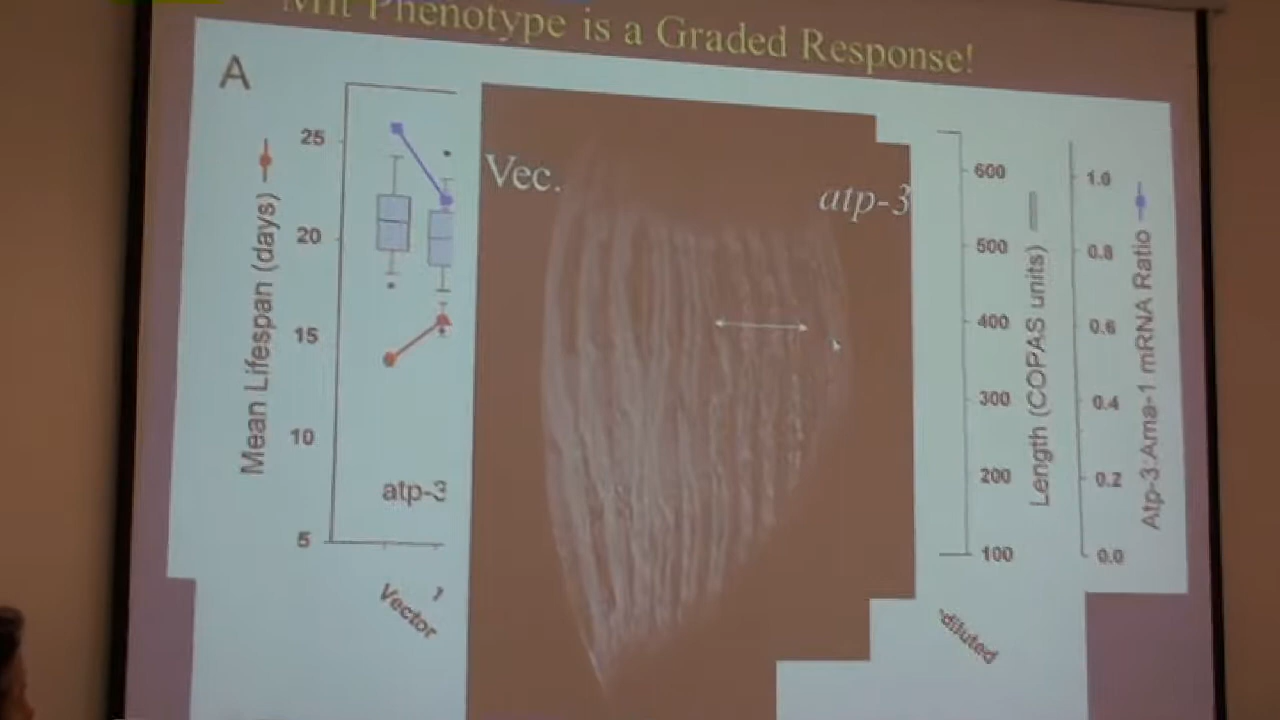 Mit Phenotype is a Graded Response!
A
Mean Lifespan (days)
25
20
15
10
5
atp-3
Vector
Vec.
atp-3
600
500
400
300
200
100
Length (COPAS units)
1.0
0.8
0.6
0.4
0.2
0.0
Atp-3:Ama-1 mRNA Ratio
diluted